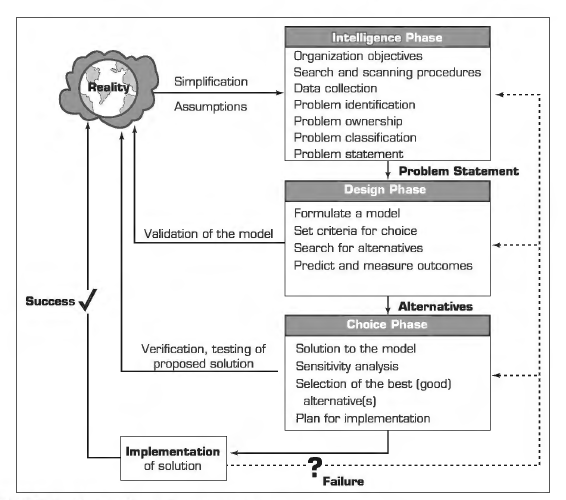 Intelligence Phase
Organization objectives
Search and scanning procedures
Data collection
Problem identification
Problem ownership
Problem classification
Problem statement
Reality
Simplification
Assumptions
Problem Statement
Design Phase
Formulate a model
Set criteria for choice
Search for alternatives
Predict and measure outcomes
Validation of the model
Success
Alternatives
Choice Phase
Solution to the model
Sensitivity analysis
Selection of the best (good)
alternative(s)
Plan for implementation
Verification, testing of
proposed solution
Implementation
of solution
?
Failure